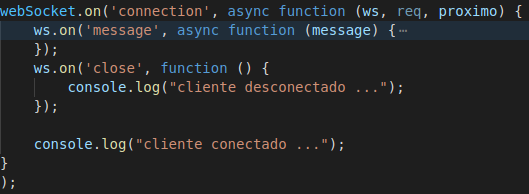 webSocket.on('connection', async function (ws, req, proximo) {
    ws.on('message', async function (message) {⋯
    });
    ws.on('close', function () {
        console.log("cliente desconectado ...");
    });
    console.log("cliente conectado ...");
}
);